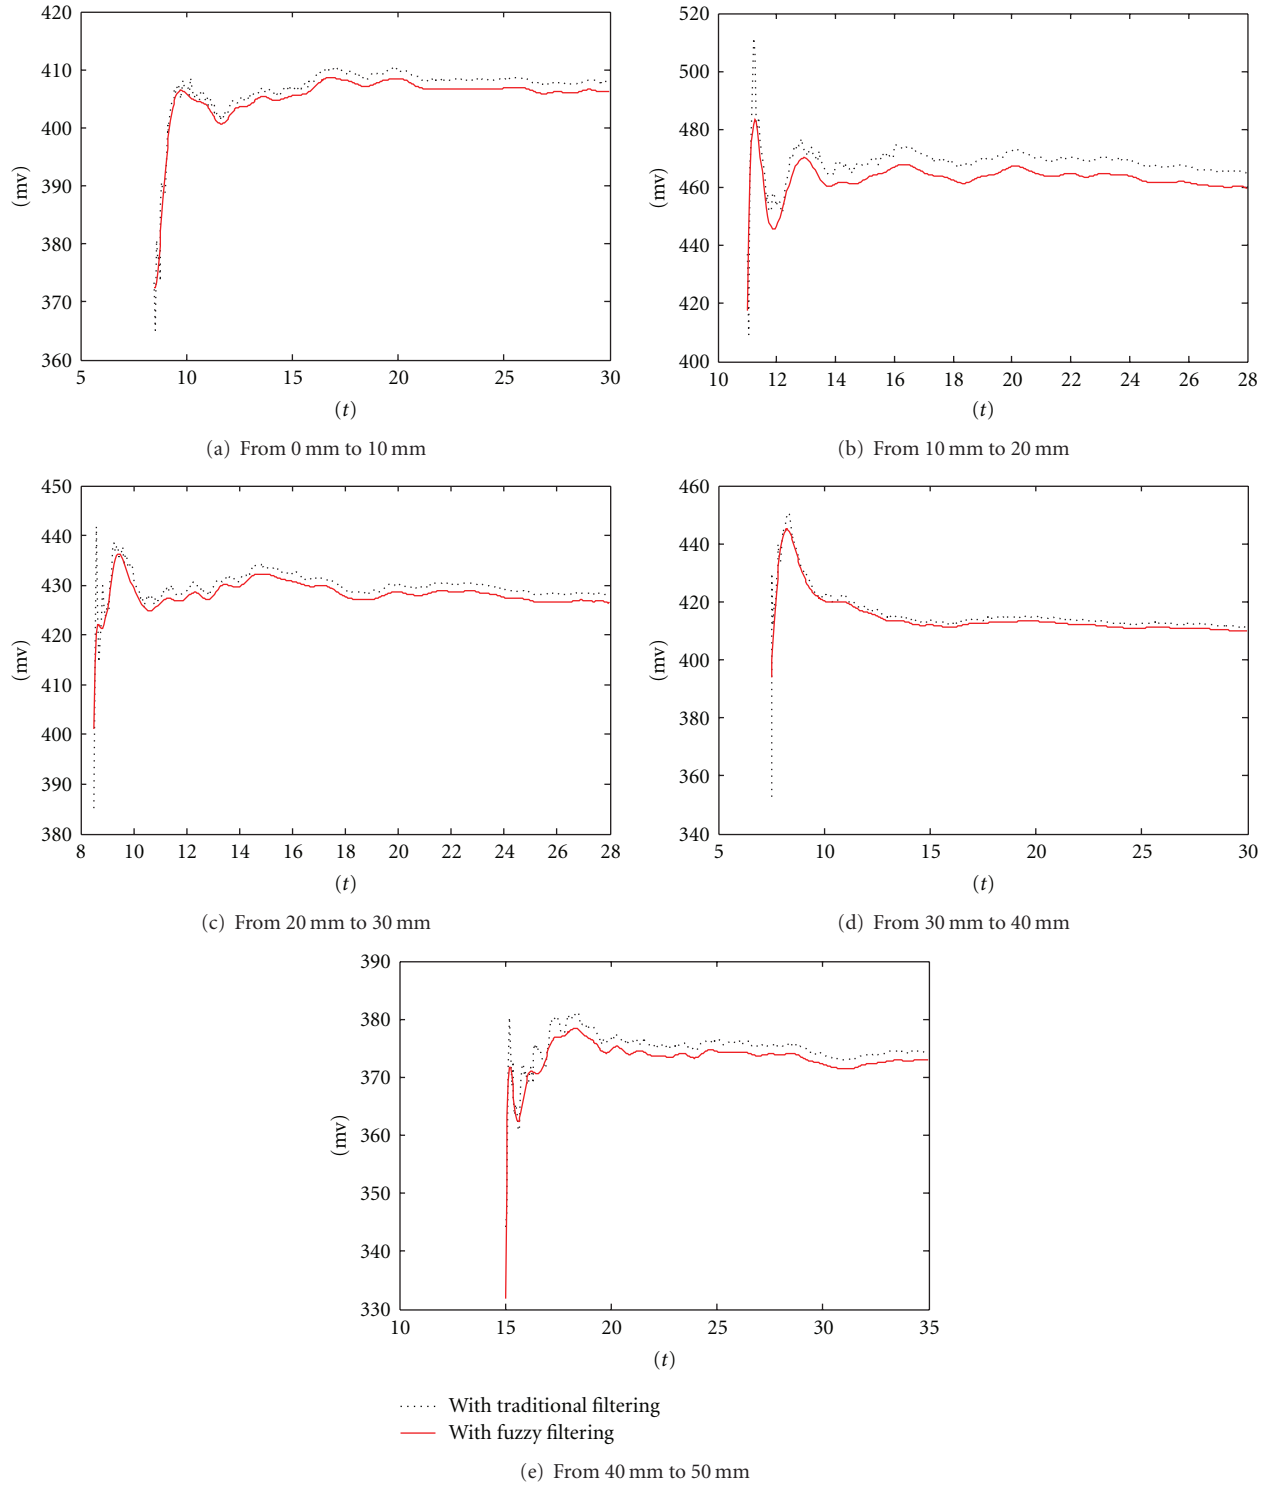 420
410
400
390
380
370
360
(mv)
5 10 15 20 25 30
(t)
(a) From 0 mm to 10 mm
520
500
480
460
440
420
400
(mv)
10 12 14 16 18 20 22 24 26 28
(t)
(b) From 10 mm to 20 mm
450
440
430
420
410
400
390
380
(mv)
8 10 12 14 16 18 20 22 24 26 28
(t)
(c) From 20 mm to 30 mm
460
440
420
400
380
360
340
(mv)
5 10 15 20 25 30
(t)
(d) From 30 mm to 40 mm
390
380
370
360
350
340
330
(mv)
10 15 20 25 30 35
(t)
With traditional filtering
With fuzzy filtering
(e) From 40 mm to 50 mm